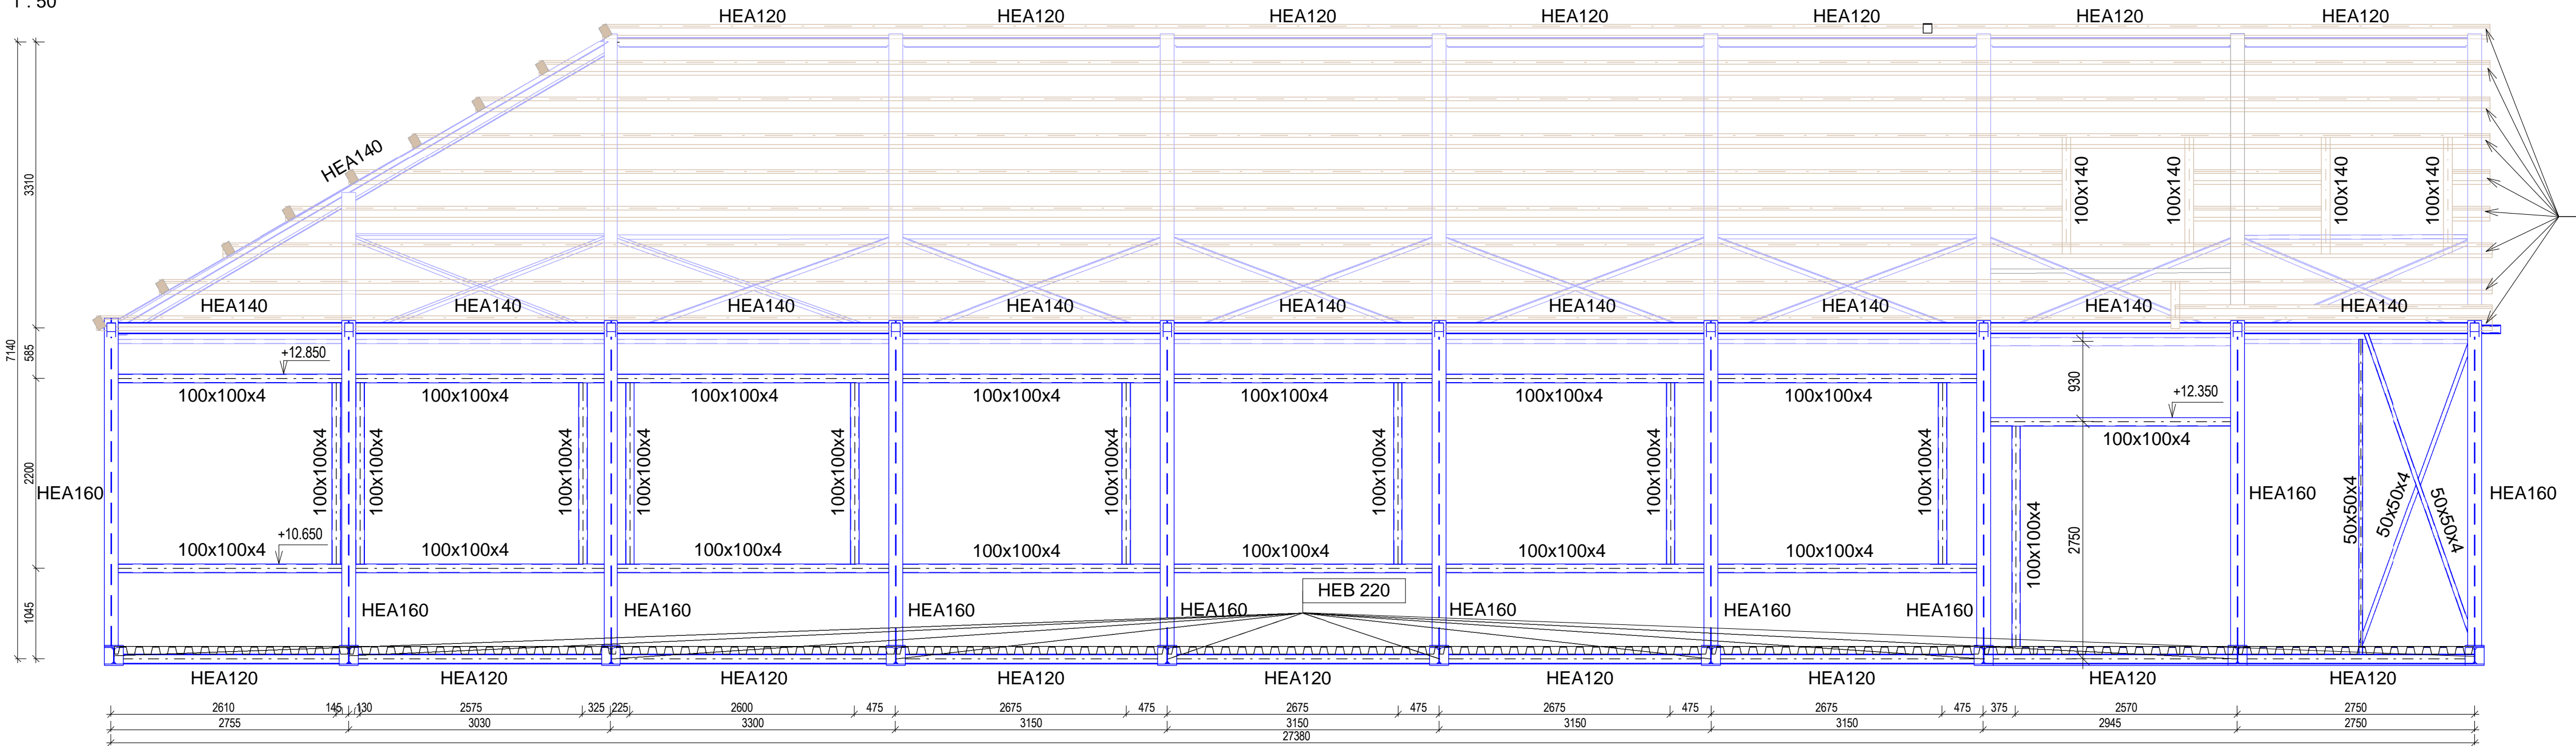 1 : 50
HEA120 HEA120 HEA120 HEA120 HEA120 HEA120 HEA120
HEA140
100x140 100x140 100x140 100x140
3310
HEA140 HEA140 HEA140 HEA140 HEA140 HEA140 HEA140 HEA140 HEA140
7140
585
+12.850
930
+12.350
100x100x4 100x100x4 100x100x4 100x100x4 100x100x4 100x100x4 100x100x4
100x100x4
2200
HEA160
100x100x4 100x100x4 100x100x4 100x100x4 100x100x4 100x100x4 100x100x4 100x100x4 100x100x4
HEA160
50x50x4 50x50x4 50x50x4
HEA160
+10.650
100x100x4
2750
100x100x4 100x100x4 100x100x4 100x100x4 100x100x4 100x100x4 100x100x4
HEB 220
1045
HEA160 HEA160 HEA160 HEA160 HEA160 HEA160 HEA160
HEA120 HEA120 HEA120 HEA120 HEA120 HEA120 HEA120 HEA120 HEA120
2610 145 130 2575 325 225 2600 475 2675 475 2675 475 2675 475 2675 475 375 2570 2750
2755 3030 3300 3150 3150 3150 3150 2945 2750
27380